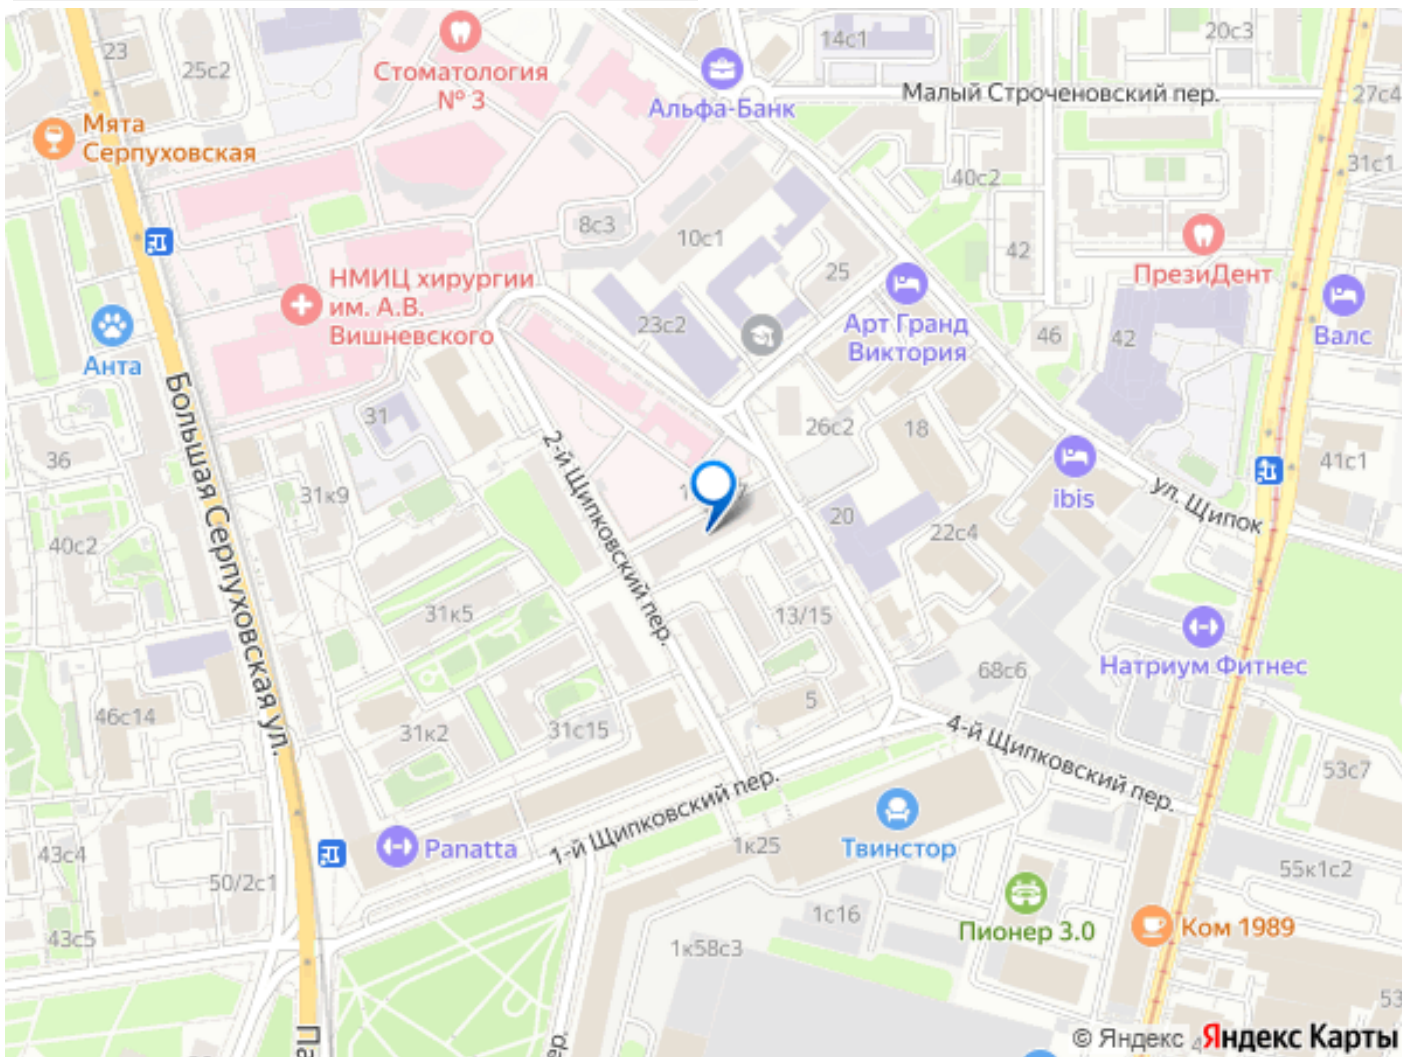 23
25с2
Стоматология
№ 3
14с1
20с3
Альфа-Банк
Малый Строченовский пер.
27с4
Мята
Серпуховская
31с1
40с2
8с3
10с1
42
25
ПрезиДент
НМИЦ хирургии
им. А.В.
Вишневского
23с2
Арт Гранд
Виктория
46
42
Валс
Анта
Большая Серпуховская ул.
31
26с2
18
36
2-й Щипковский пер.
41с1
31к9
ibis
ул. Щипок
20
22с4
40с2
31к5
13/15
Натриум Фитнес
68с6
5
46с14
31к2
31с15
4-й Щипковский пер.
53с7
1-й Щипковский пер.
Panatta
1к25
Твинстор
43с4
50/2с1
55к1с2
1с16
Пионер 3.0
Ком 1989
43с5
1к58с3
53
© Яндекс
Яндекс Карты